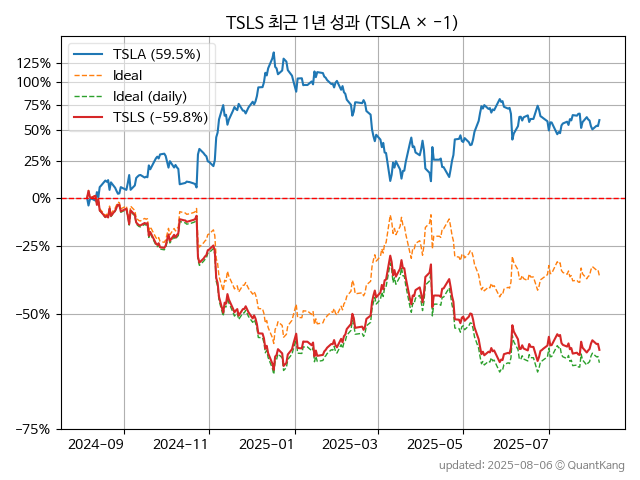 TSLS 최근 1년 성과 (TSLA × −1)
TSLA (59.5%)
Ideal
Ideal (daily)
TSLS (−59.8%)
125%
100%
75%
50%
25%
0%
−25%
−50%
−75%
2024−09
2024−11
2025−01
2025−03
2025−05
2025−07
updated: 2025-08-06 © QuantKang